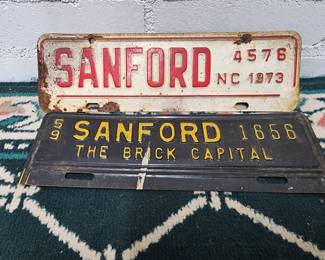 SANFORD 4576
NC 1973
59 SANFORD 1656
THE BRICK CAPITAL